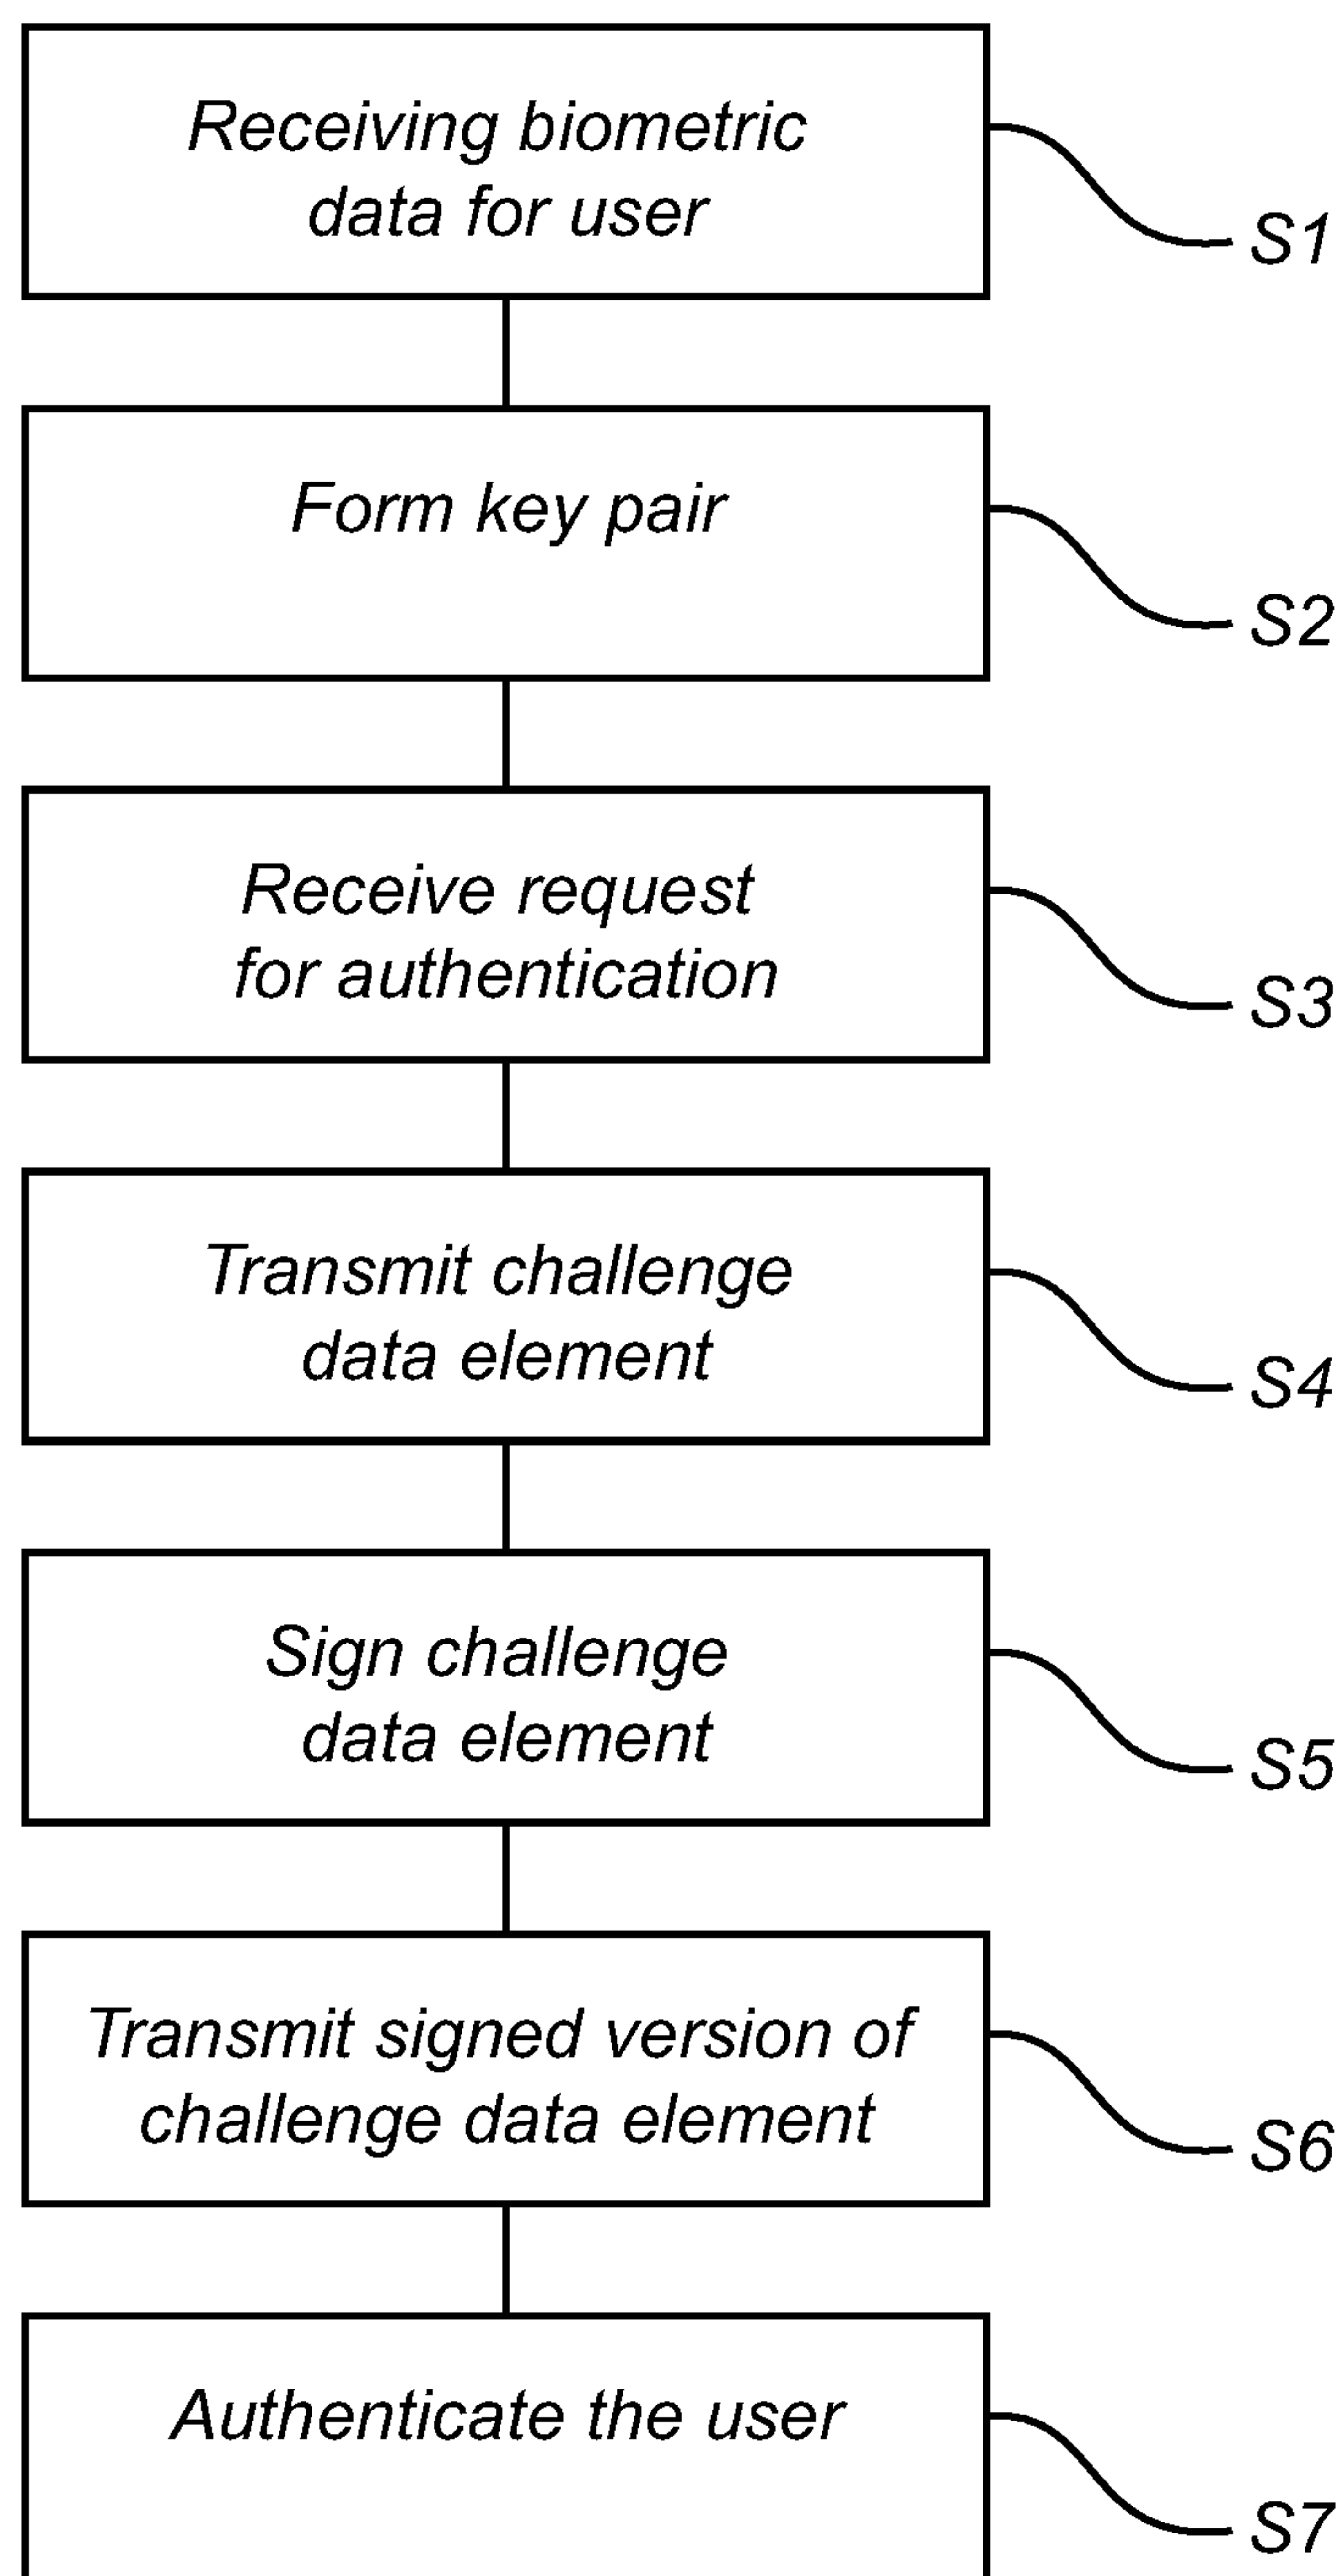 Receiving biometric
data for user
S1
Form key pair
S2
Receive request
for authentication
S3
Transmit challenge
data element
S4
Sign challenge
data element
S5
Transmit signed version of
challenge data element
S6
Authenticate the user
S7